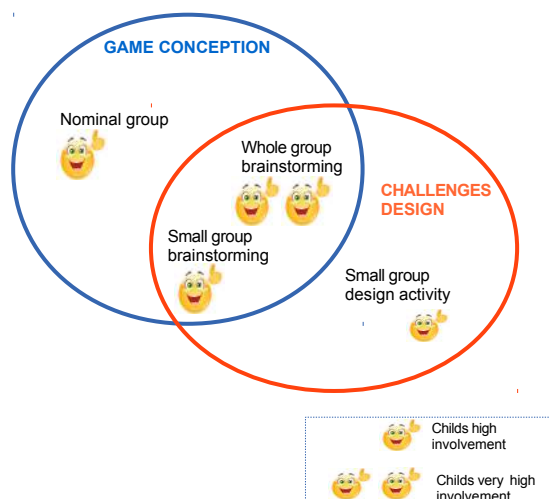 GAME CONCEPTION
Nominal group
Whole group
brainstorming
CHALLENGES
DESIGN
Small group
brainstorming
Small group
design activity
Childs high
involvement
Childs very high
involvement